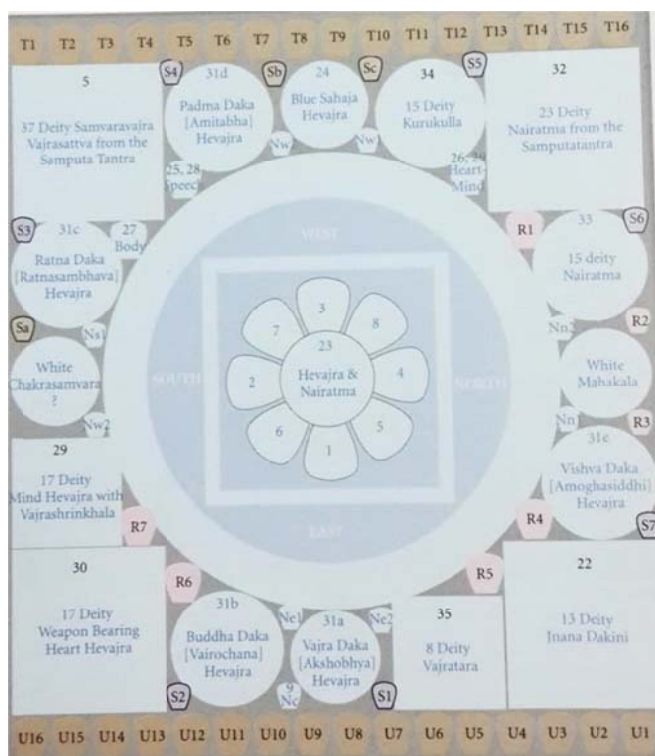 T1 T2 T3 T4 T5 T6 T7 T8 T9 T10 T11 T12 T13 T14 T15 T16
5
37 Deity Samvaravajra
Vajrasattva from the
Samputa Tantra
S4
31d
Padma Daka
[Amitabha]
Hevajra
Sb
24
Blue Sahaja
Hevajra
Sc
34
15 Deity
Kurukulla
S5
32
23 Deity
Nairatma from the
Samputatantra
Nw
Nw
25, 28
Speech
26, 29
Heart-
Mind
S3
31c
Ratna Daka
[Ratnasambhava]
Hevajra
27
Body
WEST
R1
33
15 deity
Nairatma
S6
Sa
Ns1
Nn2
R2
White
Chakrasamvara
?
SOUTH
3
7
8
23
Hevajra &
Nairatma
2
4
6
5
1
NORTH
White
Mahakala
Nw2
Nn
R3
29
17 Deity
Mind Hevajra with
Vajrashrinkhala
31e
Vishva Daka
[Amoghasiddhi]
Hevajra
R7
EAST
R4
S7
30
17 Deity
Weapon Bearing
Heart Hevajra
R6
R5
22
13 Deity
Jnana Dakini
31b
Buddha Daka
[Vairochana]
Hevajra
Ne1
31a
Vajra Daka
[Akshobhya]
Hevajra
Ne2
35
8 Deity
Vajratara
S2
9
Nc
S1
U16 U15 U14 U13 U12 U11 U10 U9 U8 U7 U6 U5 U4 U3 U2 U1